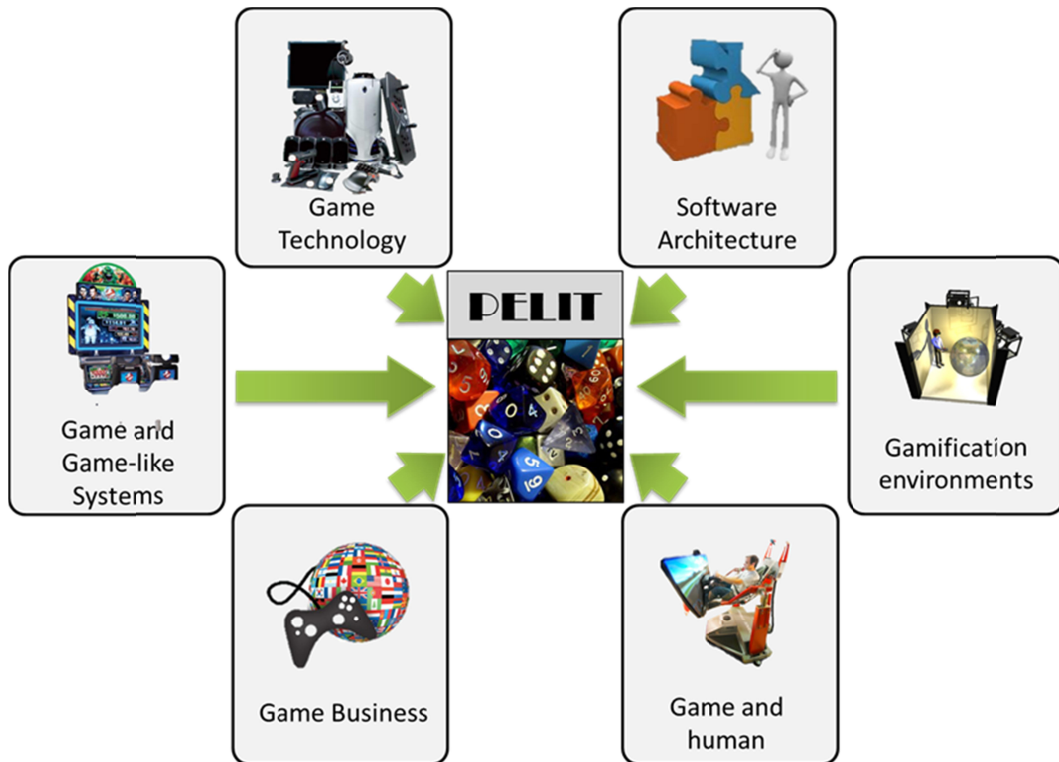 Game
Technology
Software
Architecture
PELIT
Game and
Game-like
Systems
Gamification
environments
Game Business
Game and
human